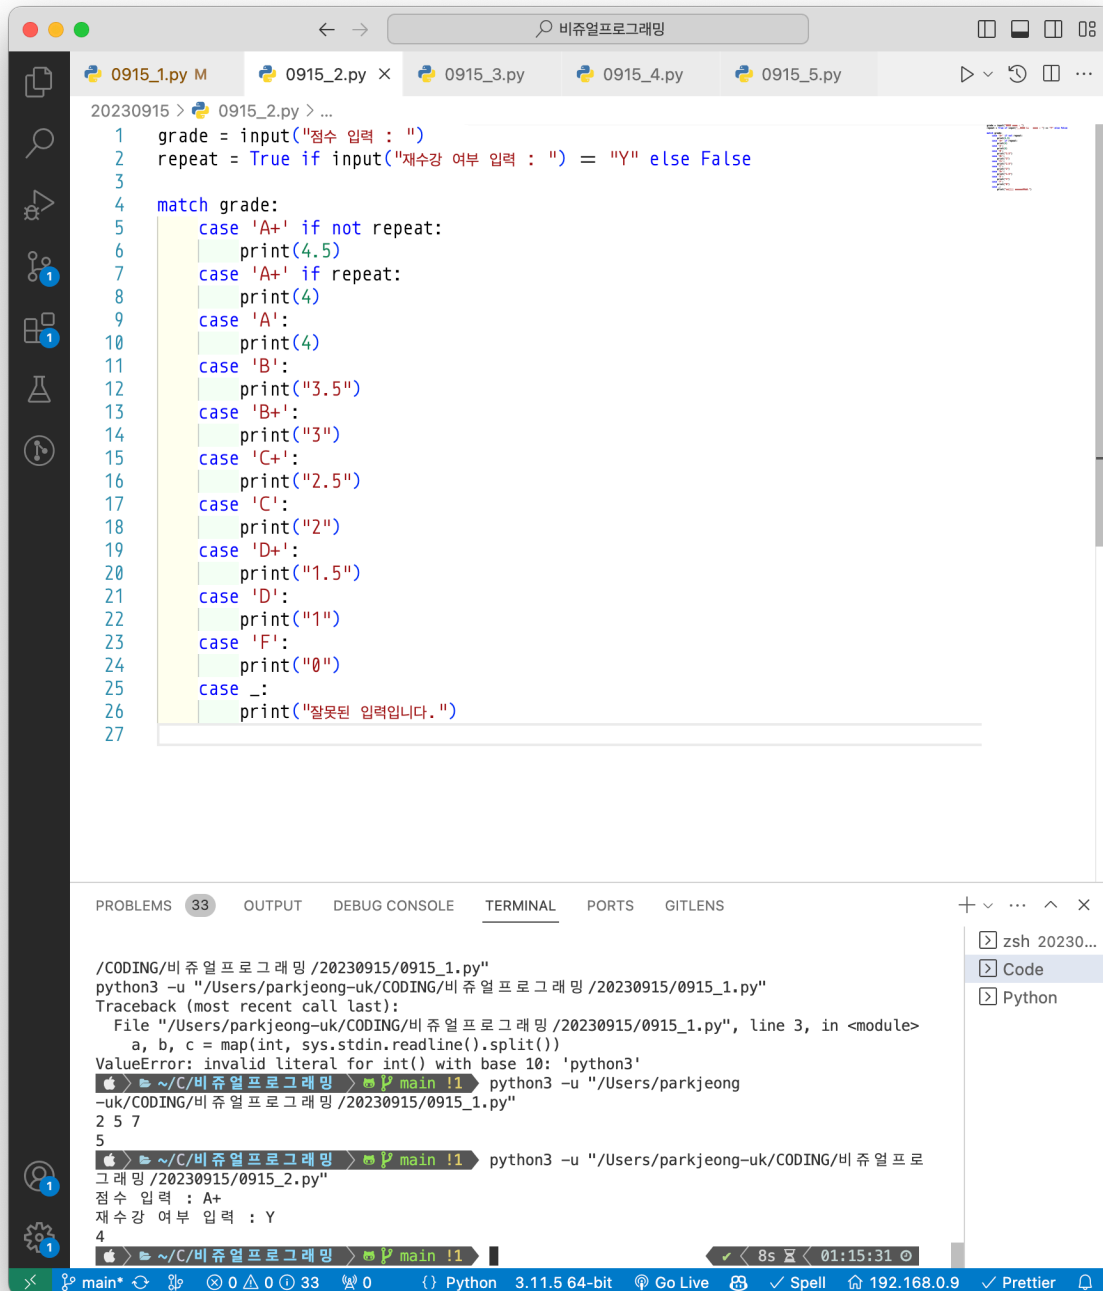 비쥬얼프로그래밍
0915_1.py M
0915_2.py
0915_3.py
0915_4.py
0915_5.py
20230915 > 0915_2.py > ...
1 grade = input("점수 입력 : ")
2 repeat = True if input("재수강 여부 입력 : ") == "Y" else False
3
4 match grade:
5 case 'A+' if not repeat:
6 print(4.5)
7 case 'A+' if repeat:
8 print(4)
9 case 'A':
10 print(4)
11 case 'B':
12 print("3.5")
13 case 'B+':
14 print("3")
15 case 'C+':
16 print("2.5")
17 case 'C':
18 print("2")
19 case 'D+':
20 print("1.5")
21 case 'D':
22 print("1")
23 case 'F':
24 print("0")
25 case _:
26 print("잘못된 입력입니다.")
27
1
1
PROBLEMS 33 OUTPUT DEBUG CONSOLE TERMINAL PORTS GITLENS
/CODING/비쥬얼프로그래밍/20230915/0915_1.py"
python3 -u "/Users/parkjeong-uk/CODING/비쥬얼프로그래밍/20230915/0915_1.py"
Traceback (most recent call last):
File "/Users/parkjeong-uk/CODING/비쥬얼프로그래밍/20230915/0915_1.py", line 3, in <module>
a, b, c = map(int, sys.stdin.readline().split())
ValueError: invalid literal for int() with base 10: 'python3'
~/C/비쥬얼프로그래밍 main !1 python3 -u "/Users/parkjeong
-uk/CODING/비쥬얼프로그래밍/20230915/0915_1.py"
2 5 7
5
~/C/비쥬얼프로그래밍 main !1 python3 -u "/Users/parkjeong-uk/CODING/비쥬얼프로
그래밍/20230915/0915_2.py"
점수 입력 : A+
재수강 여부 입력 : Y
4
~/C/비쥬얼프로그래밍 main !1 ✔ 8s 01:15:31
zsh 20230...
Code
Python
1
1
main* 0 0 33 0 {} Python 3.11.5 64-bit Go Live Spell 192.168.0.9 Prettier